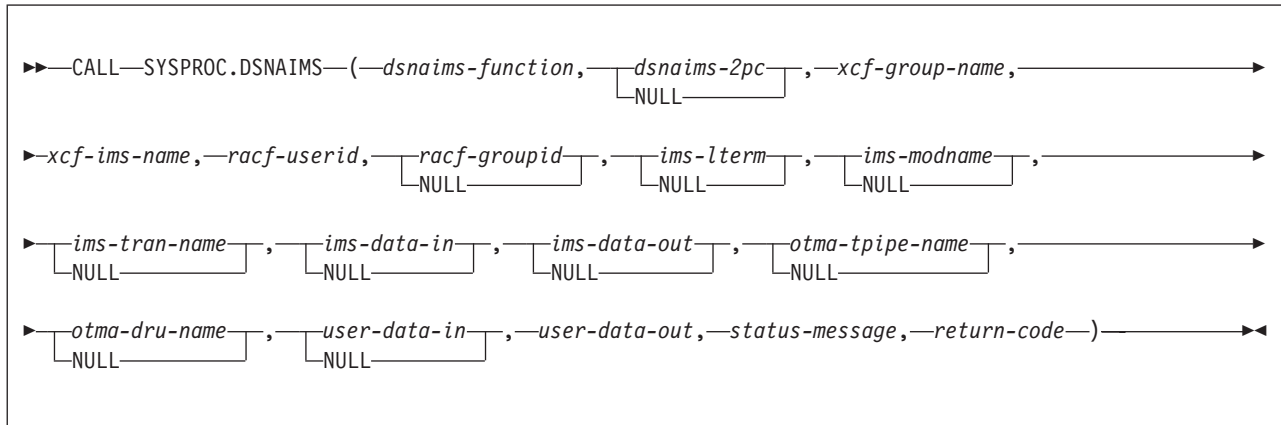 CALL SYSPROC.DSNAIMS ( dsnaims-function, dsnaims-2pc , xcf-group-name,
NULL
xcf-ims-name, racf-userid, racf-groupid , ims-lterm , ims-modname ,
NULL NULL NULL
ims-tran-name , ims-data-in , ims-data-out , otma-tpipe-name ,
NULL NULL NULL NULL
otma-dru-name , user-data-in , user-data-out, status-message, return-code )
NULL NULL